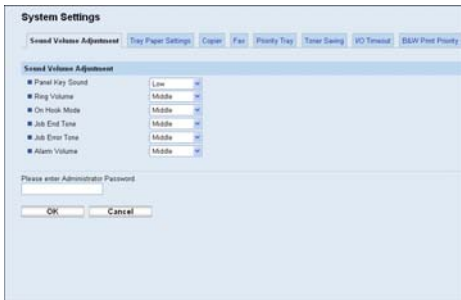 System Settings
Sound Volume Adjustment Tray Paper Settings Copier Fax Priority Tray Toner Saving I/O Timeout B&W Print Priority
Sound Volume Adjustment
Panel Key Sound : Low
Ring Volume : Middle
On Hook Mode : Middle
Job End Tone : Middle
Job Error Tone : Middle
Alarm Volume : Middle
Please enter Administrator Password.
OK Cancel